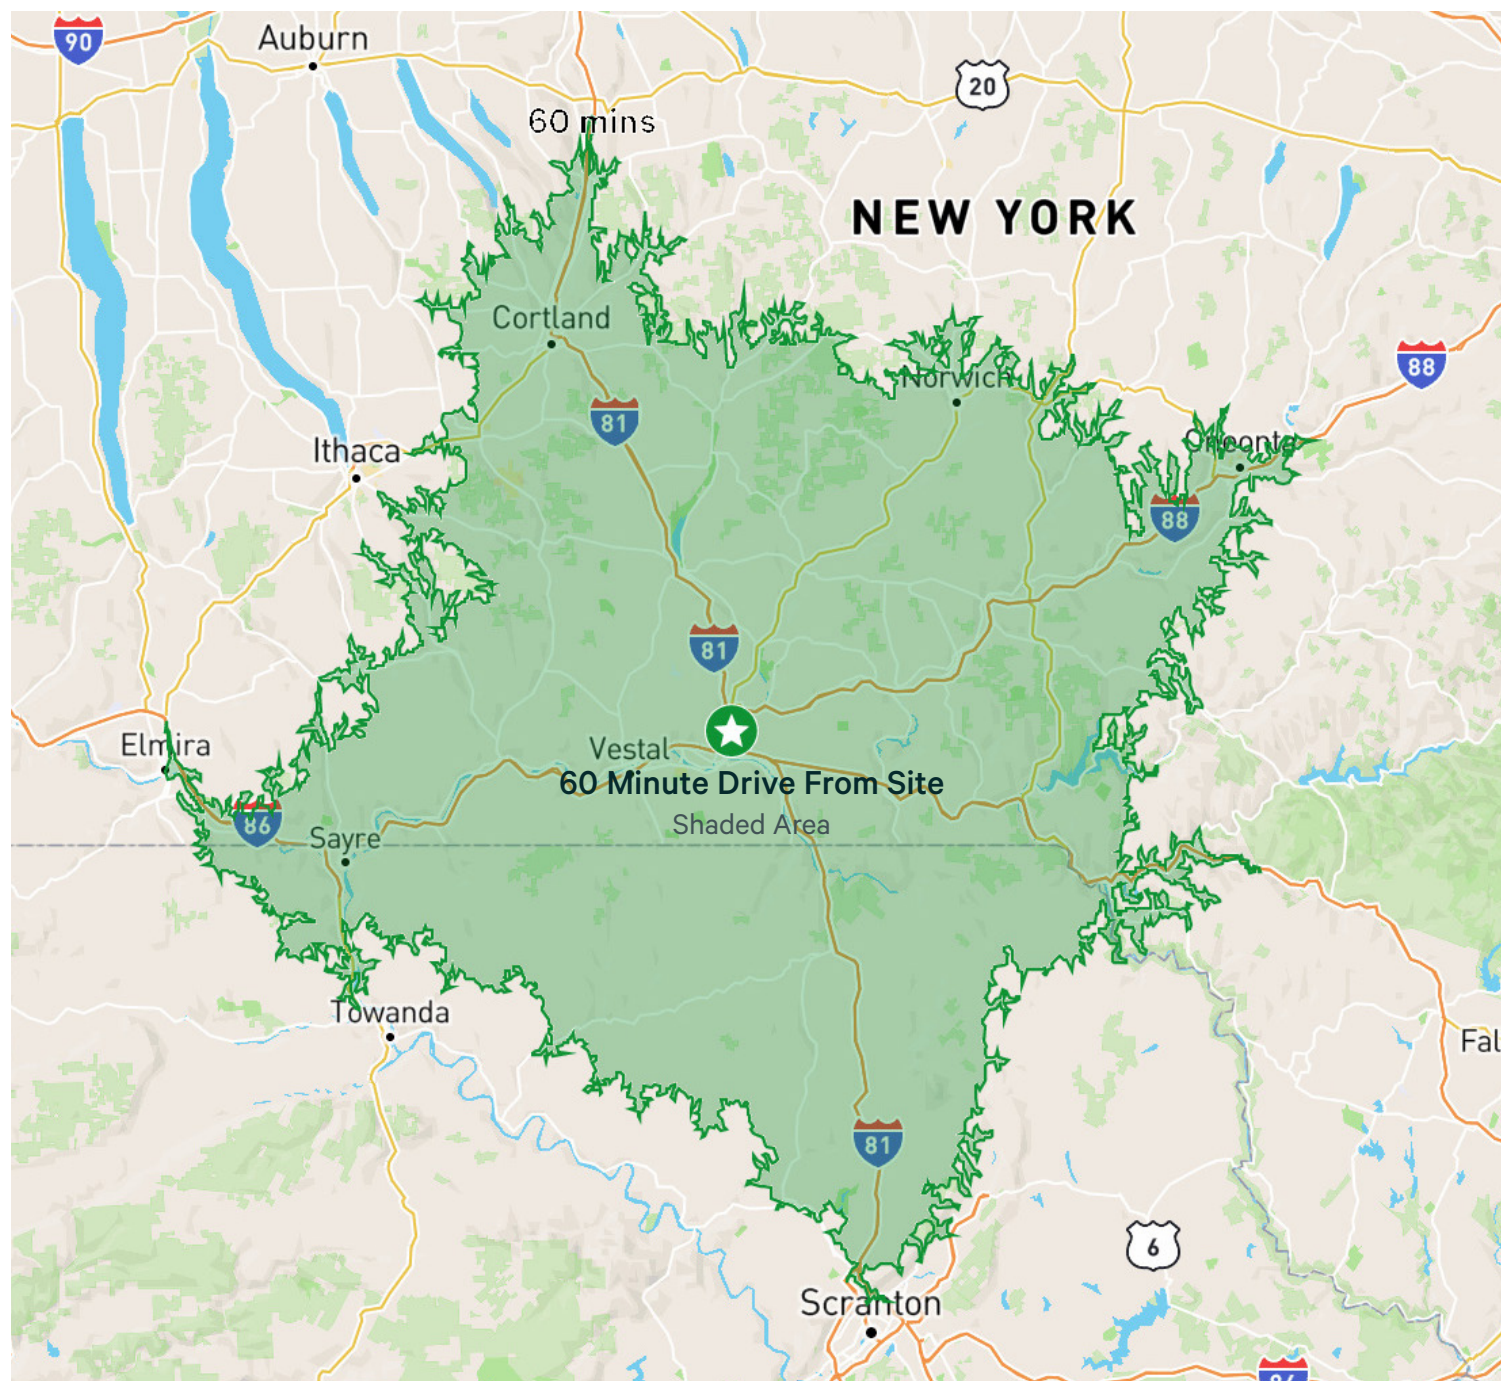 90
Auburn
20
60 mins
NEW YORK
Cortland
88
Norwich
81
Oneonta
Ithaca
88
81
Elmira
Vestal
60 Minute Drive From Site
Shaded Area
86
Sayre
Towanda
Fal
81
6
Scranton